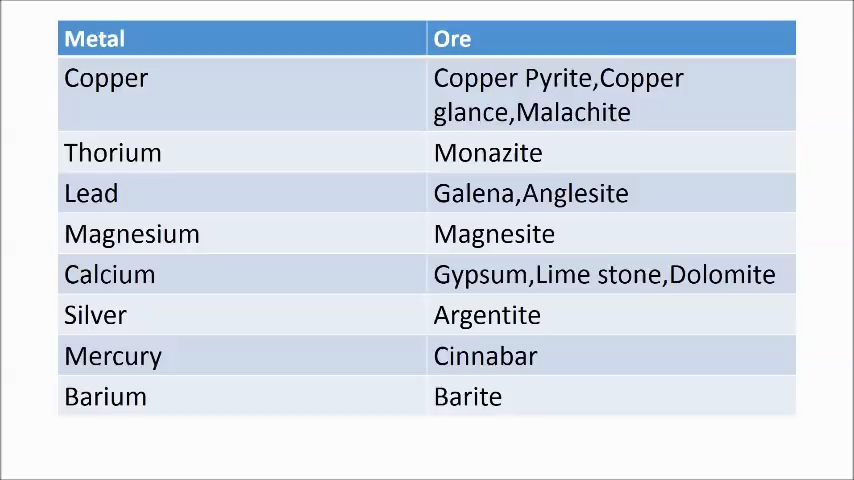 Metal Ore
Copper Copper Pyrite,Copper
glance,Malachite
Thorium Monazite
Lead Galena,Anglesite
Magnesium Magnesite
Calcium Gypsum,Lime stone,Dolomite
Silver Argentite
Mercury Cinnabar
Barium Barite